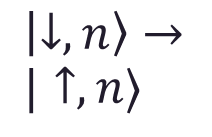 |↓, n⟩ →
| ↑, n⟩